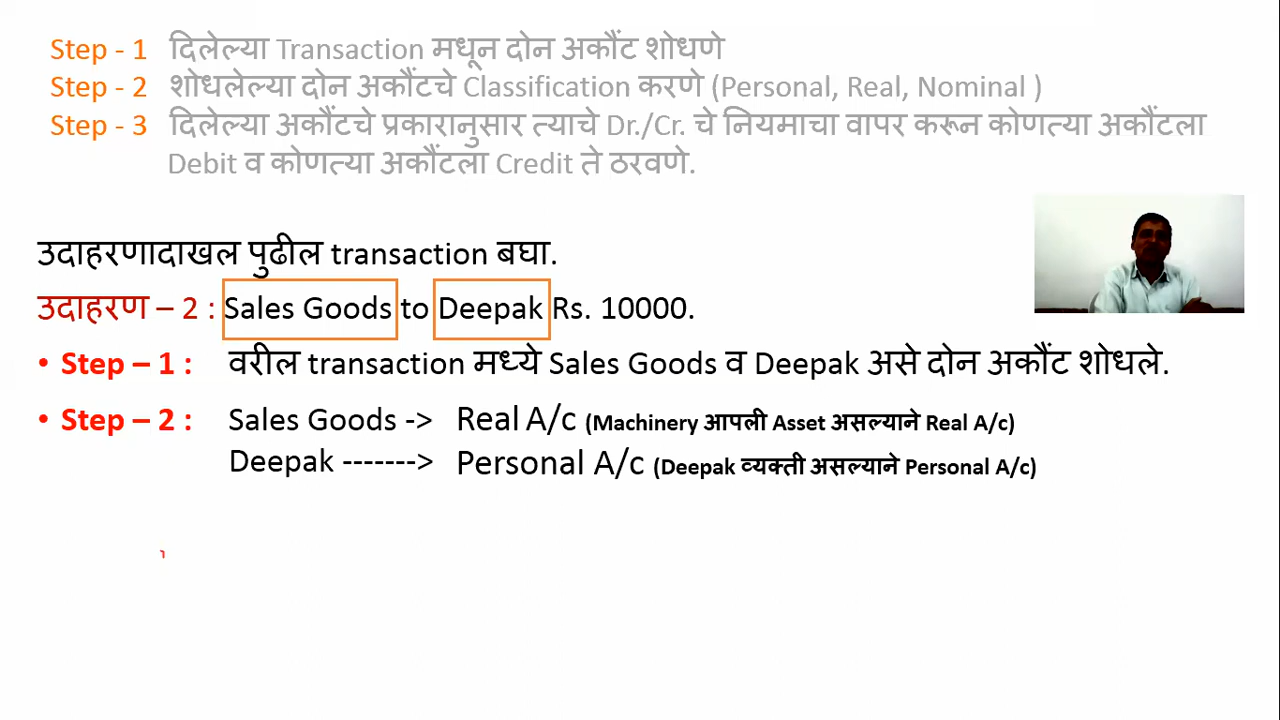 Step - 1 दिलेल्या Transaction मधून दोन अकौंट शोधणे
Step - 2 शोधलेल्या दोन अकौंटचे Classification करणे (Personal, Real, Nominal )
Step - 3 दिलेल्या अकौंटचे प्रकारानुसार त्याचे Dr./Cr. चे नियमाचा वापर करून कोणत्या अकौंटला
Debit व कोणत्या अकौंटला Credit ते ठरवणे.
उदाहरणादाखल पुढील transaction बघा.
उदाहरण – 2 : Sales Goods to Deepak Rs. 10000.
• Step – 1 : वरील transaction मध्ये Sales Goods व Deepak असे दोन अकौंट शोधले.
• Step – 2 : Sales Goods -> Real A/c (Machinery आपली Asset असल्याने Real A/c)
Deepak -------> Personal A/c (Deepak व्यक्ती असल्याने Personal A/c)